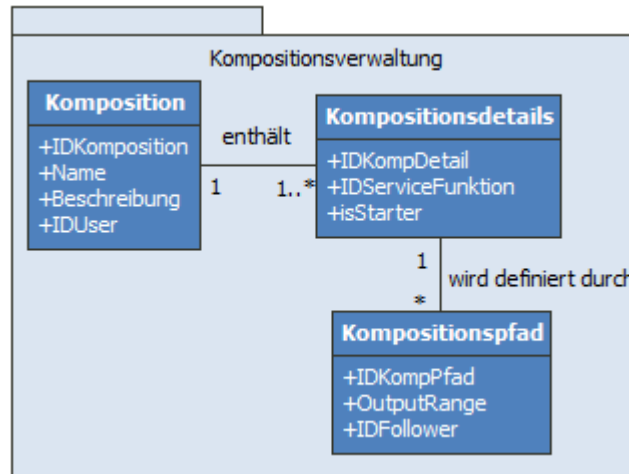 Kompositionsverwaltung
Komposition
+IDKomposition
+Name
+Beschreibung
+IDUser
enthält
1
1..*
Kompositionsdetails
+IDKompDetail
+IDServiceFunktion
+isStarter
1
wird definiert durch
*
Kompositionspfad
+IDKompPfad
+OutputRange
+IDFollower